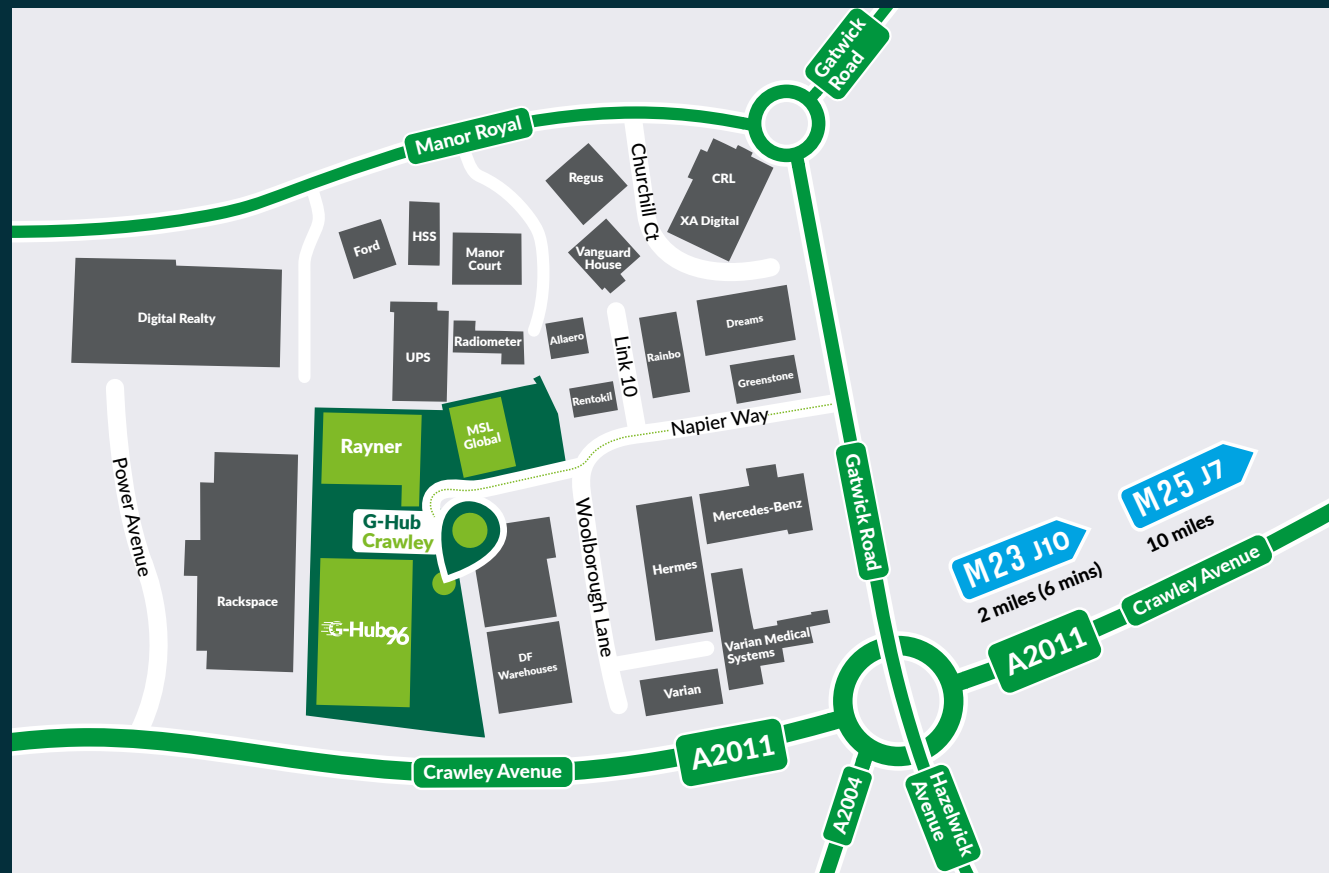 Gatwick
Road
Manor Royal
Churchill Ct
Regus
CRL
XA Digital
Ford
HSS
Manor
Court
Vanguard
House
Digital Realty
UPS
Radiometer
Allaero
Link 10
Rainbo
Dreams
Greenstone
Rentokil
Napier Way
MSL
Global
Rayner
Power Avenue
G-Hub
Crawley
Woolborough Lane
Mercedes-Benz
Gatwick Road
M25 J7
10 miles
M23 J10
2 miles (6 mins)
Crawley Avenue
A2011
Hermes
Rackspace
G-Hub96
DF
Warehouses
Varian Medical
Systems
Varian
A2011
Crawley Avenue
A2004
Hazelwick
Avenue